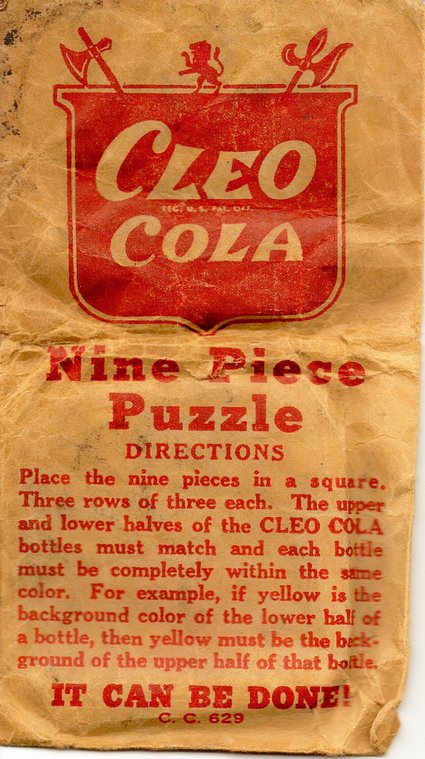 CLEO
REG. U. S. PAT. OFF.
COLA
Nine Piece
Puzzle
DIRECTIONS
Place the nine pieces in a square.
Three rows of three each. The upper
and lower halves of the CLEO COLA
bottles must match and each bottle
must be completely within the same
color. For example, if yellow is the
background color of the lower half of
a bottle, then yellow must be the back-
ground of the upper half of that bottle.
IT CAN BE DONE!
C. C. 629